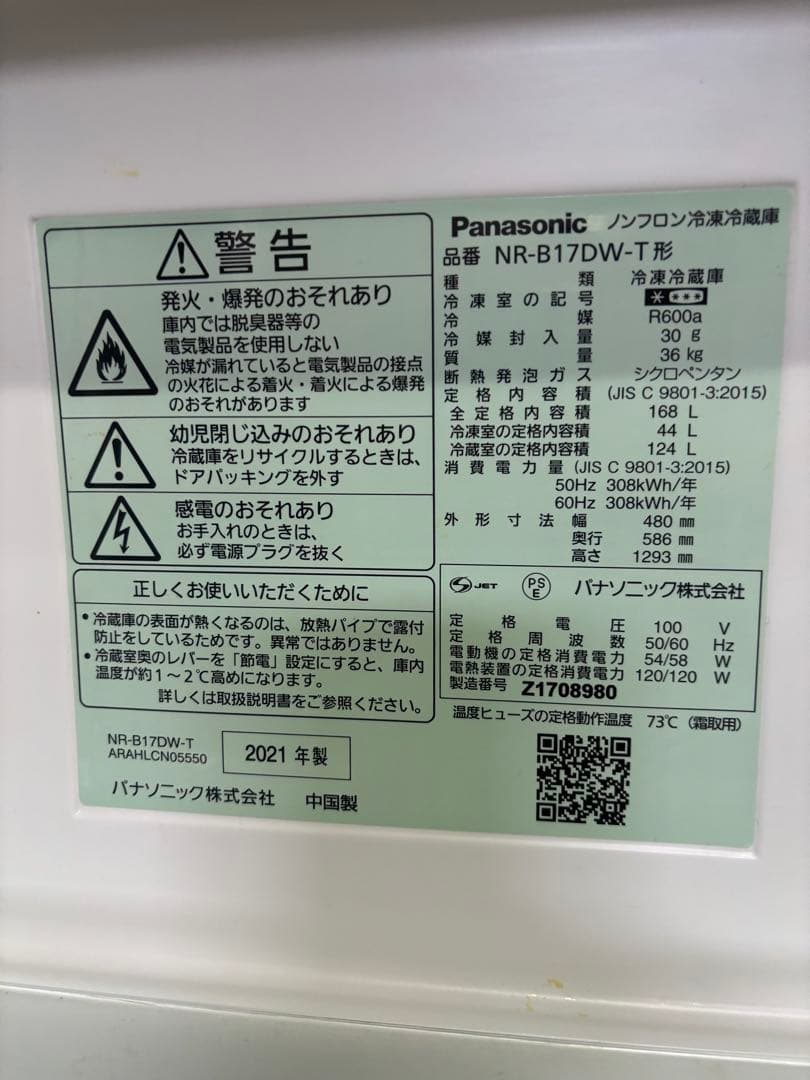 警告
発火・爆発のおそれあり
庫内では脱臭器等の
電気製品を使用しない
冷媒が漏れていると電気製品の接点
の火花による着火・着火による爆発
のおそれがあります
幼児閉じ込みのおそれあり
冷蔵庫をリサイクルするときは、
ドアパッキングを外す
感電のおそれあり
お手入れのときは、
必ず電源プラグを抜く
正しくお使いいただくために
・冷蔵庫の表面が熱くなるのは、放熱パイプで露付
防止をしているためです。異常ではありません。
・冷蔵室奥のレバーを「節電」設定にすると、庫内
温度が約1〜2℃高めになります。
詳しくは取扱説明書をご参照ください。
NR-B17DW-T
ARAHLCN05550
2021年製
パナソニック株式会社 中国製
Panasonic ノンフロン冷凍冷蔵庫
品番 NR-B17DW-T形
種類 冷凍冷蔵庫
冷凍室の記号
冷媒 R600a
冷媒封入量 30 g
質量 36 kg
断熱発泡ガス シクロペンタン
定格内容積 (JIS C 9801-3:2015)
全定格内容積 168 L
冷凍室の定格内容積 44 L
冷蔵室の定格内容積 124 L
消費電力量 (JIS C 9801-3:2015)
50Hz 308kWh/年
60Hz 308kWh/年
外形寸法 幅 480 mm
奥行 586 mm
高さ 1293 mm
S JET PS E パナソニック株式会社
定格電圧 100 V
定格周波数 50/60 Hz
電動機の定格消費電力 54/58 W
電熱装置の定格消費電力 120/120 W
製造番号 Z1708980
温度ヒューズの定格動作温度 73℃ (霜取用)